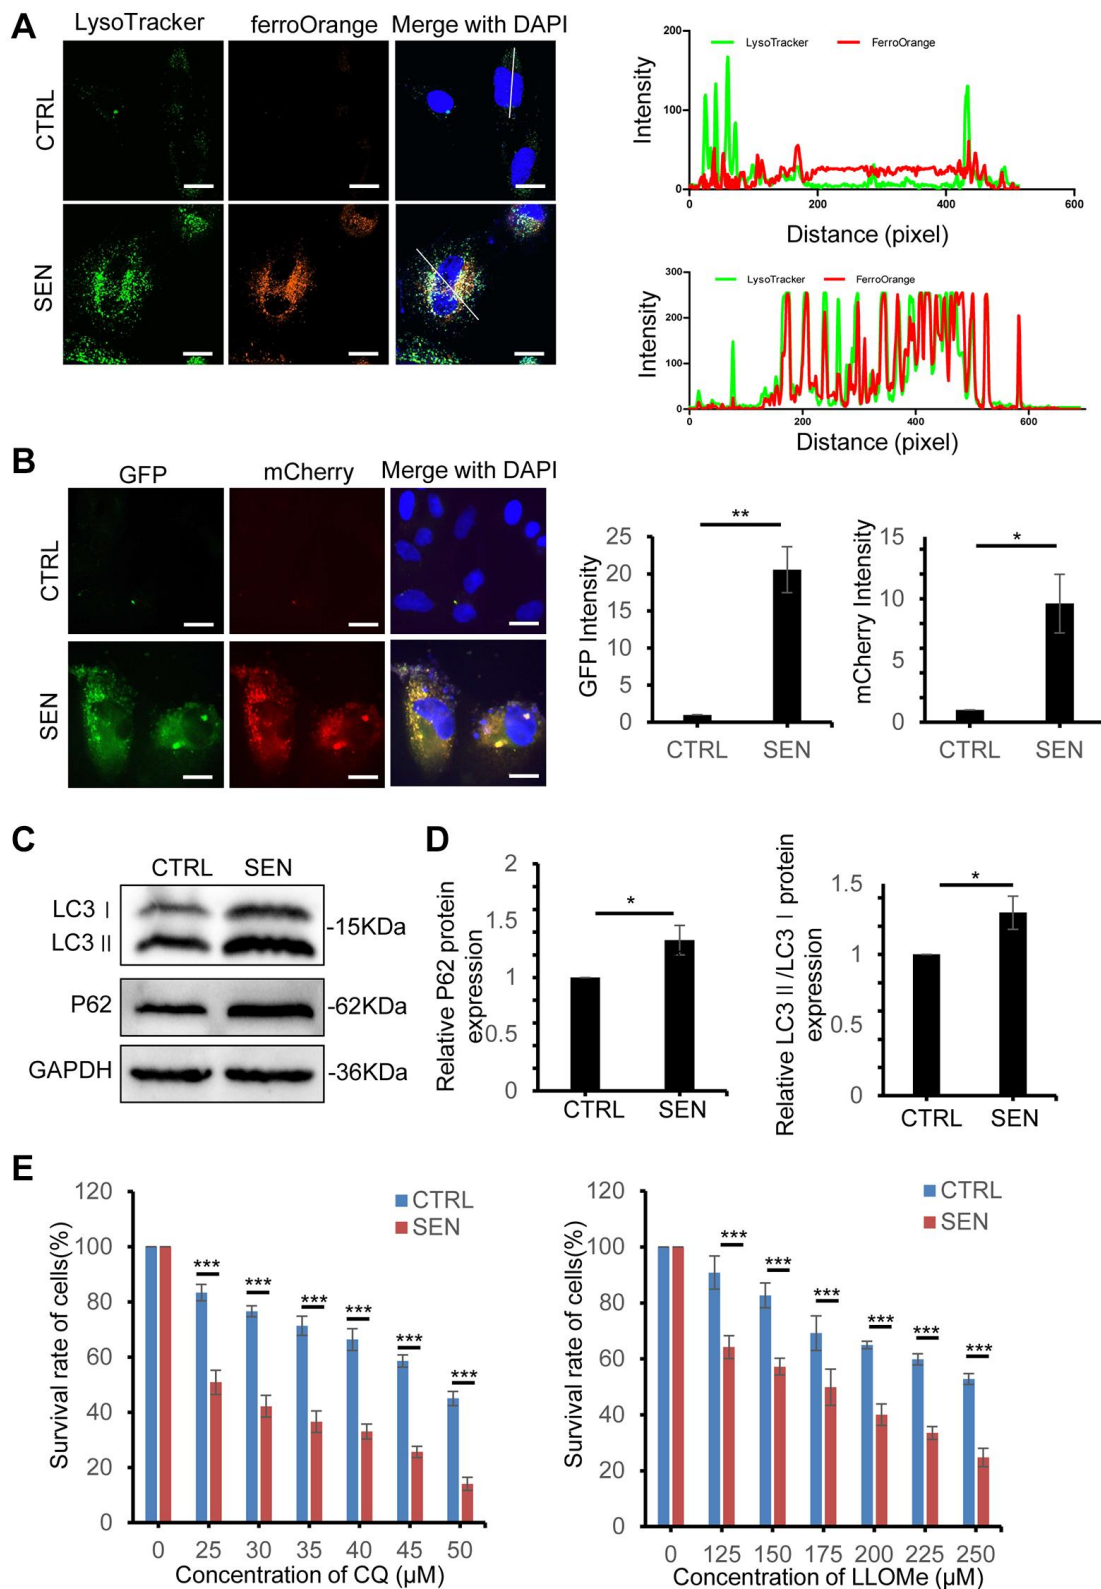 A
LysoTracker ferroOrange Merge with DAPI
CTRL
SEN
LysoTracker FerroOrange
Intensity
200
100
0
0 200 400 600
Distance (pixel)
LysoTracker FerroOrange
Intensity
300
200
100
0
0 200 400 600
Distance (pixel)
B
GFP mCherry Merge with DAPI
CTRL
SEN
GFP Intensity
25
20
15
10
5
0
**
CTRL SEN
mCherry Intensity
15
10
5
0
*
CTRL SEN
C
CTRL SEN
LC3 Ⅰ
LC3 Ⅱ
-15KDa
P62
-62KDa
GAPDH
-36KDa
D
Relative P62 protein
expression
2
1.5
1
0.5
0
*
CTRL SEN
Relative LC3 Ⅱ/LC3 Ⅰ protein
expression
1.5
1
0.5
0
*
CTRL SEN
E
Survival rate of cells(%)
120
100
80
60
40
20
0
CTRL
SEN
*** *** *** *** *** ***
0 25 30 35 40 45 50
Concentration of CQ (μM)
Survival rate of cells(%)
120
100
80
60
40
20
0
CTRL
SEN
*** *** *** *** *** ***
0 125 150 175 200 225 250
Concentration of LLOMe (μM)